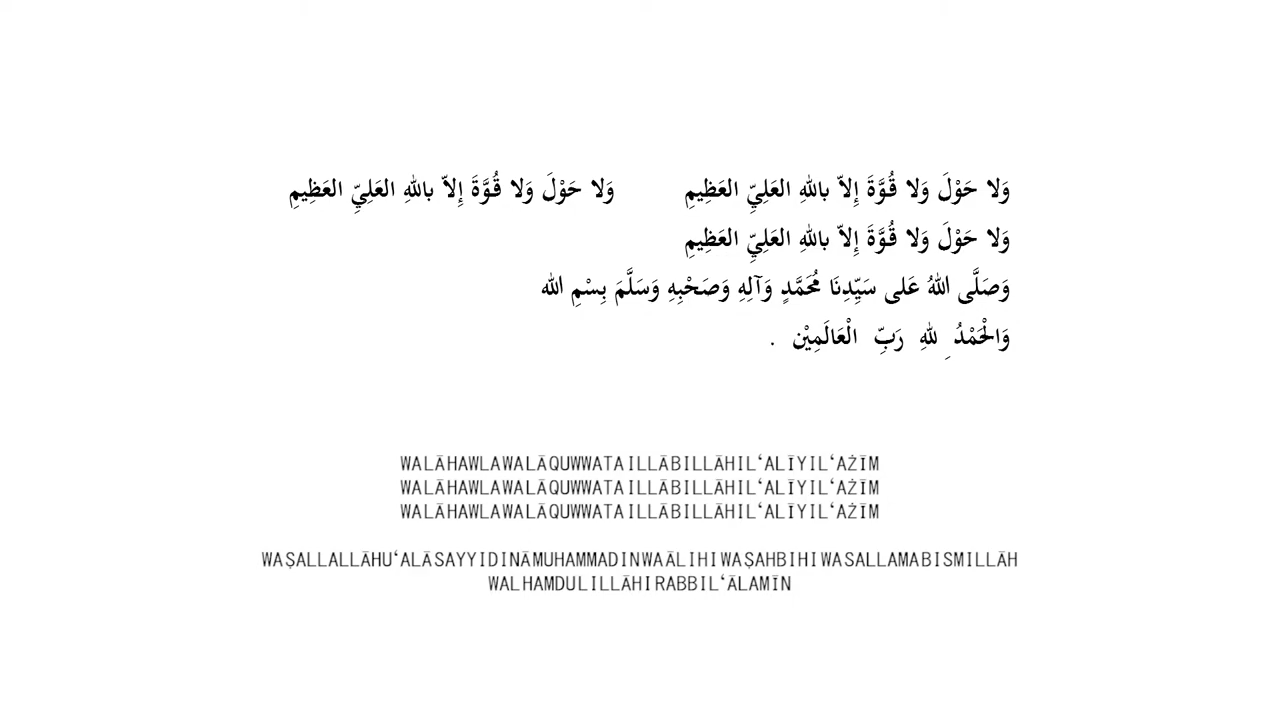 وَلا حَوْلَ وَلا قُوَّةَ إِلاّ باللهِ العَلِيِّ العَظِيمِ وَلا حَوْلَ وَلا قُوَّةَ إِلاّ باللهِ العَلِيِّ العَظِيمِ
وَلا حَوْلَ وَلا قُوَّةَ إِلاّ باللهِ العَلِيِّ العَظِيمِ
وَصَلَّى اللهُ عَلى سَيِّدِنَا مُحَمَّدٍ وَآلِهِ وَصَحْبِهِ وَسَلَّمَ بِسْمِ الله
وَالْحَمْدُ ِللهِ رَبِّ الْعَالَمِيْن .
WALĀHAWLAWALĀQUWWATAILLĀBILLĀHIL‘ALĪYIL‘AŻĪM
WALĀHAWLAWALĀQUWWATAILLĀBILLĀHIL‘ALĪYIL‘AŻĪM
WALĀHAWLAWALĀQUWWATAILLĀBILLĀHIL‘ALĪYIL‘AŻĪM
WAṢALLALLĀHU‘ALĀSAYYIDINĀMUHAMMADINWAĀLIHIWAṢAHBIHIWASALLAMABISMILLĀH
WALHAMDULILLĀHIRABBIL‘ĀLAMĪN